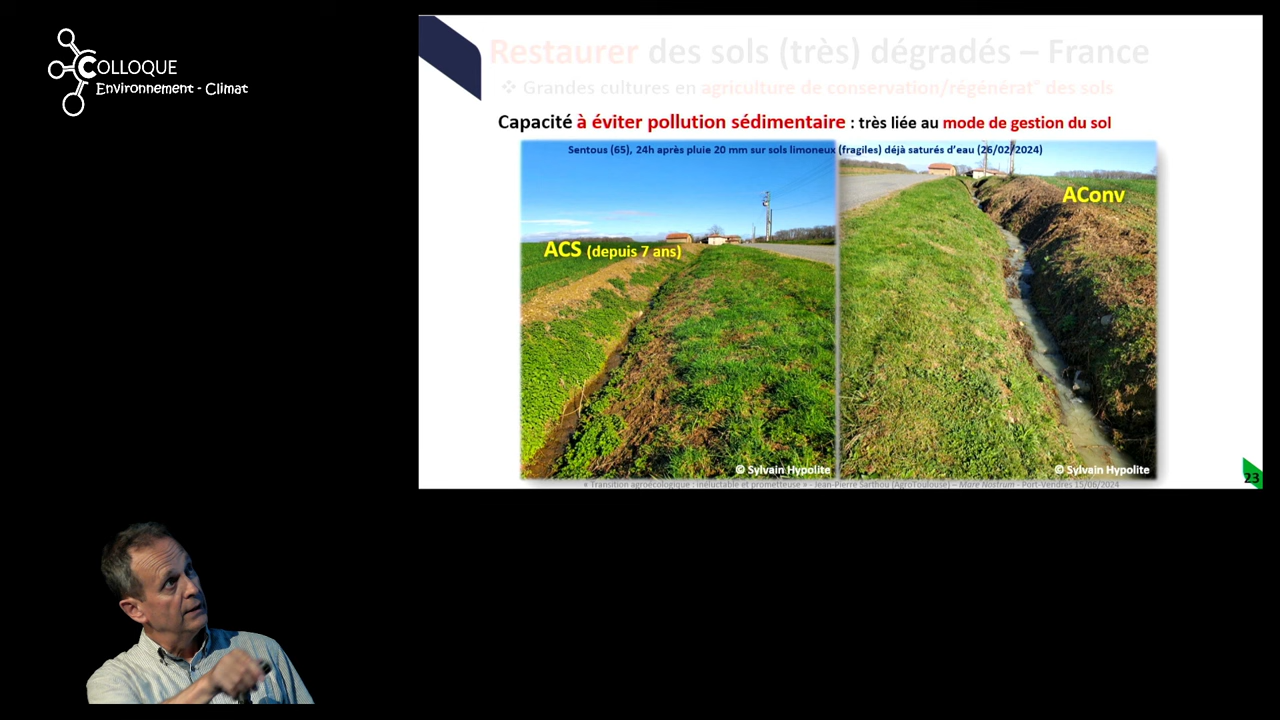 COLLOQUE
Environnement - Climat
Restaurer des sols (très) dégradés – France
❖ Grandes cultures en agriculture de conservation/régénérat° des sols
Capacité à éviter pollution sédimentaire : très liée au mode de gestion du sol
Sentous (65), 24h après pluie 20 mm sur sols limoneux (fragiles) déjà saturés d’eau (26/02/2024)
AConv
ACS (depuis 7 ans)
© Sylvain Hypolite
© Sylvain Hypolite
« Transition agroécologique : inéluctable et prometteuse » - Jean-Pierre Sarthou (AgroToulouse) – Mare Nostrum - Port-Vendres 15/06/2024
23